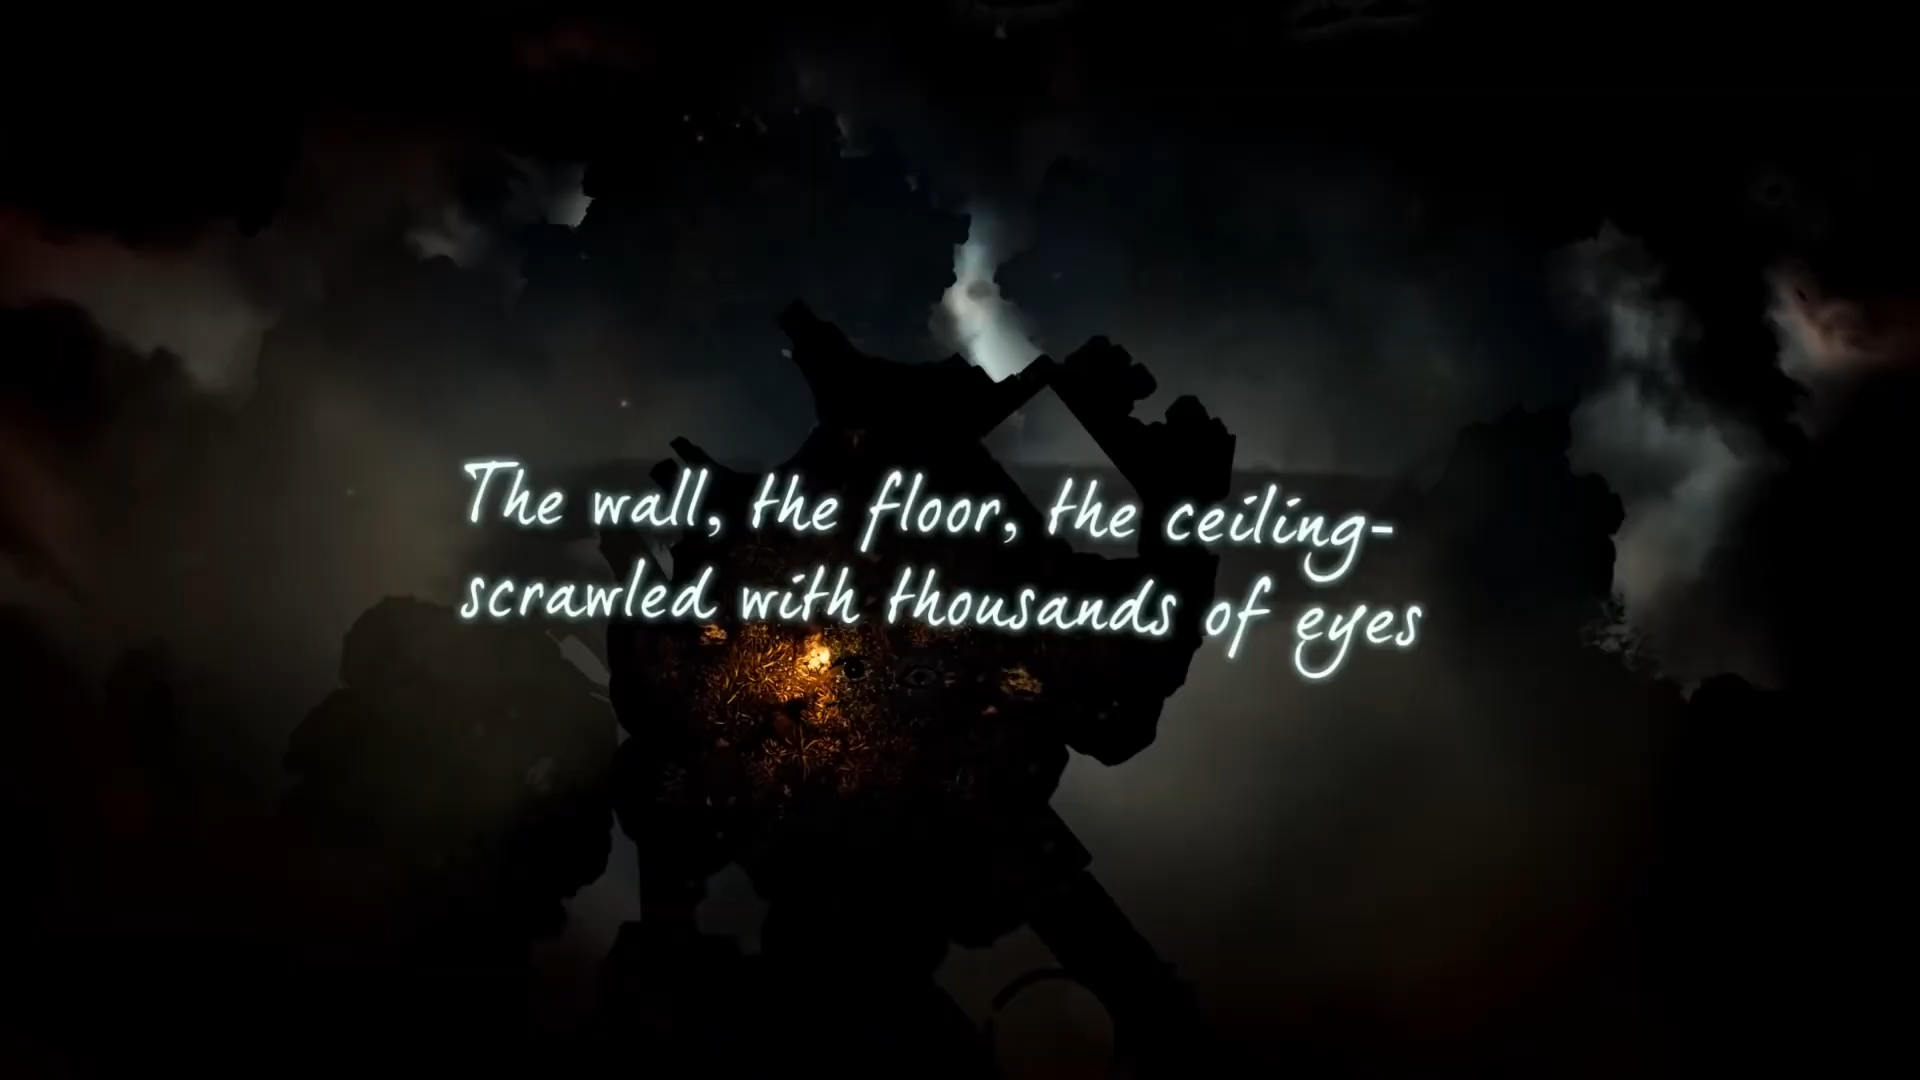 The wall, the floor, the ceiling-
scrawled with thousands of eyes